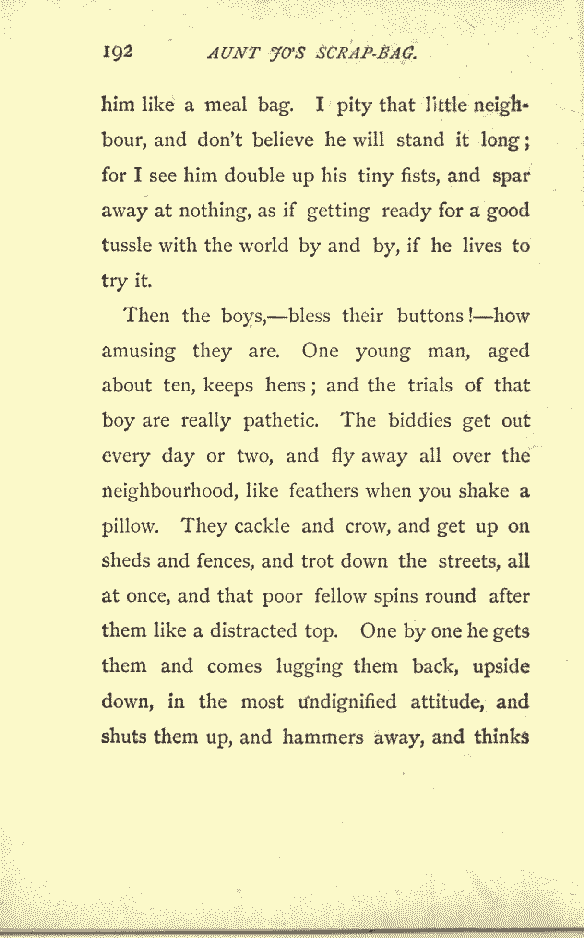 192 AUNT JO'S SCRAP-BAG.
him like a meal bag. I pity that little neigh-
bour, and don't believe he will stand it long;
for I see him double up his tiny fists, and spar
away at nothing, as if getting ready for a good
tussle with the world by and by, if he lives to
try it.
Then the boys,—bless their buttons!—how
amusing they are. One young man, aged
about ten, keeps hens; and the trials of that
boy are really pathetic. The biddies get out
every day or two, and fly away all over the
neighbourhood, like feathers when you shake a
pillow. They cackle and crow, and get up on
sheds and fences, and trot down the streets, all
at once, and that poor fellow spins round after
them like a distracted top. One by one he gets
them and comes lugging them back, upside
down, in the most undignified attitude, and
shuts them up, and hammers away, and thinks